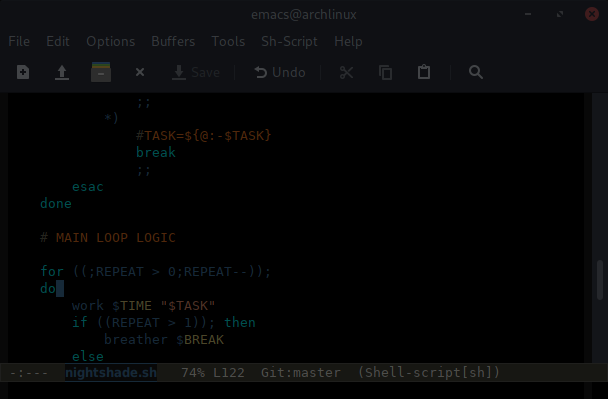 emacs@archlinux
File Edit Options Buffers Tools Sh-Script Help
Save Undo
;;
*)
#TASK=${@:-$TASK}
break
;;
esac
done
# MAIN LOOP LOGIC
for ((;REPEAT > 0;REPEAT--));
do
work $TIME "$TASK"
if ((REPEAT > 1)); then
breather $BREAK
else
-:--- nightshade.sh 74% L122 Git:master (Shell-script[sh])